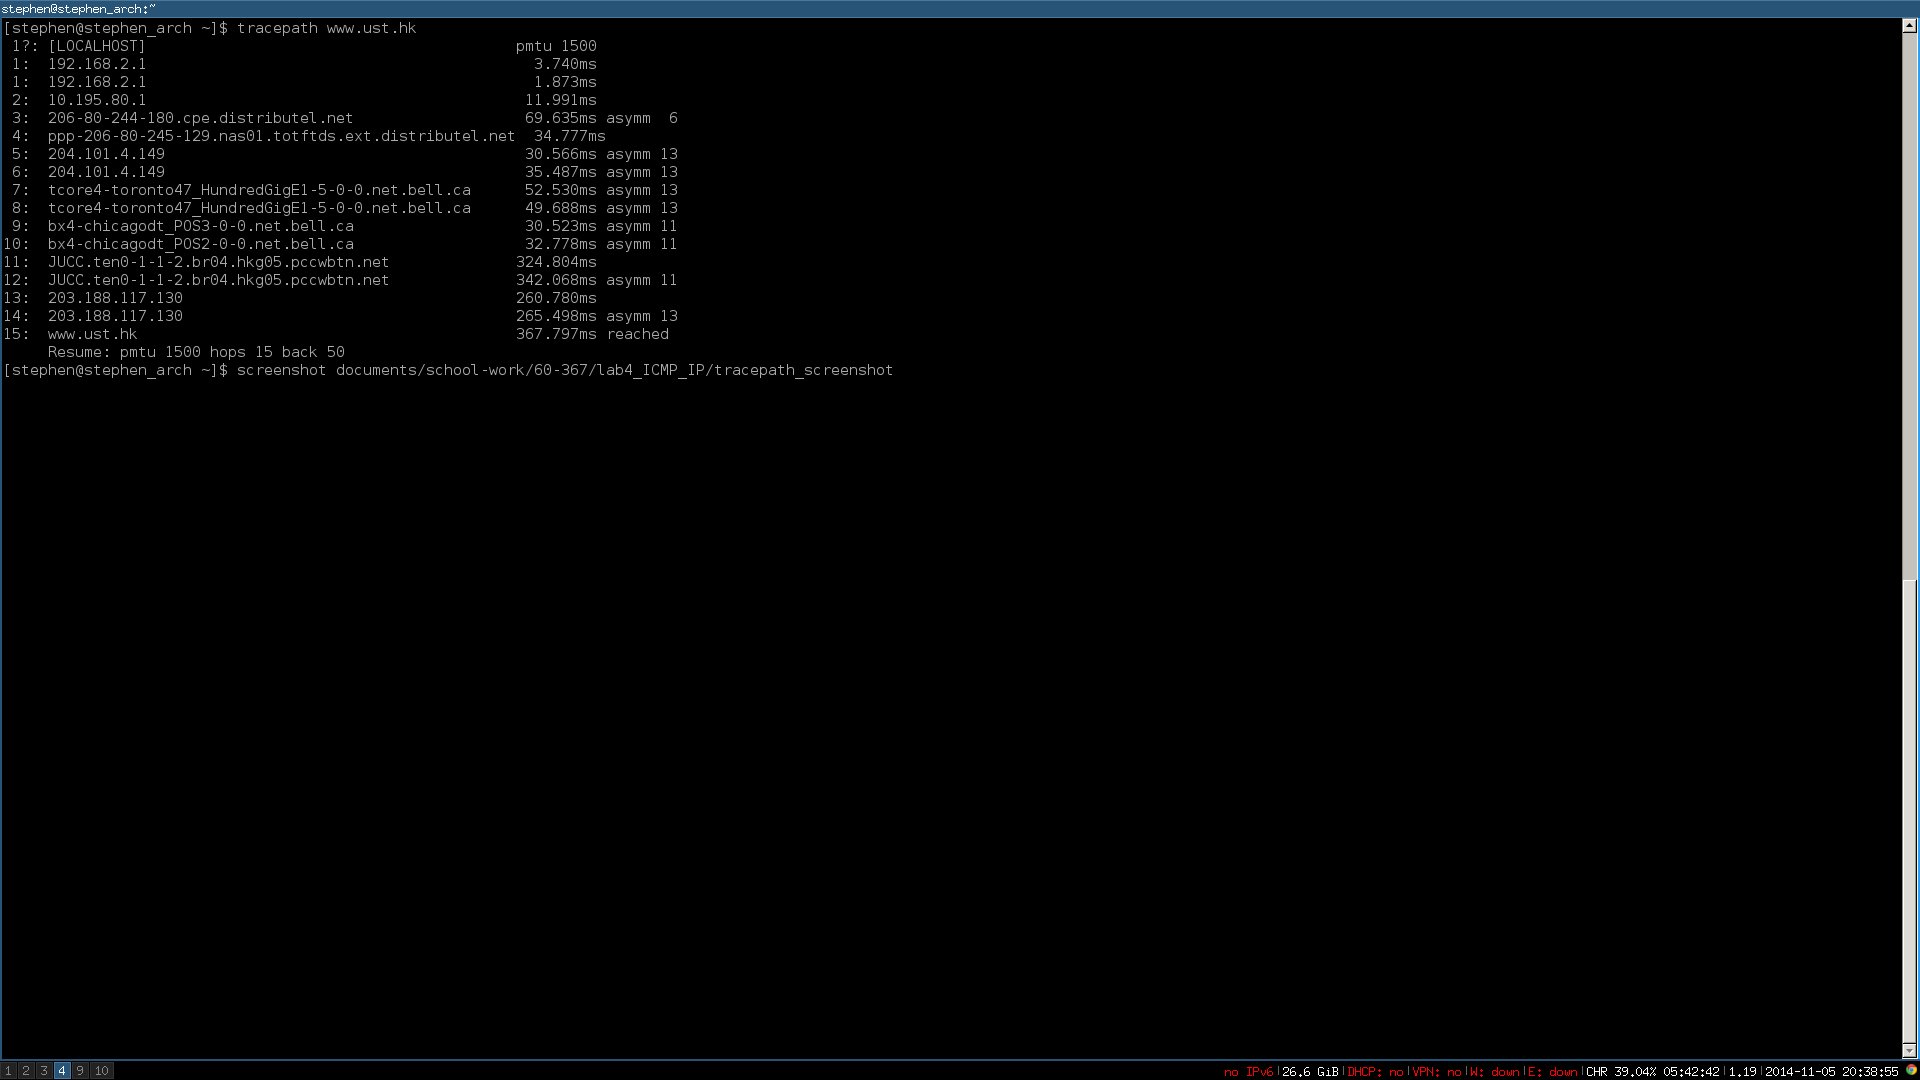 stephen@stephen_arch:~
[stephen@stephen_arch ~]$ tracepath www.ust.hk
 1?: [LOCALHOST]                                         pmtu 1500
 1:  192.168.2.1                                           3.740ms
 1:  192.168.2.1                                           1.873ms
 2:  10.195.80.1                                          11.991ms
 3:  206-80-244-180.cpe.distributel.net                   69.635ms asymm  6
 4:  ppp-206-80-245-129.nas01.totftds.ext.distributel.net  34.777ms
 5:  204.101.4.149                                        30.566ms asymm 13
 6:  204.101.4.149                                        35.487ms asymm 13
 7:  tcore4-toronto47_HundredGigE1-5-0-0.net.bell.ca      52.530ms asymm 13
 8:  tcore4-toronto47_HundredGigE1-5-0-0.net.bell.ca      49.688ms asymm 13
 9:  bx4-chicagodt_POS3-0-0.net.bell.ca                   30.523ms asymm 11
10:  bx4-chicagodt_POS2-0-0.net.bell.ca                   32.778ms asymm 11
11:  JUCC.ten0-1-1-2.br04.hkg05.pccwbtn.net              324.804ms
12:  JUCC.ten0-1-1-2.br04.hkg05.pccwbtn.net              342.068ms asymm 11
13:  203.188.117.130                                     260.780ms
14:  203.188.117.130                                     265.498ms asymm 13
15:  www.ust.hk                                          367.797ms reached
     Resume: pmtu 1500 hops 15 back 50
[stephen@stephen_arch ~]$ screenshot documents/school-work/60-367/lab4_ICMP_IP/tracepath_screenshot
1 2 3 4 9 10 no IPv6|26.6 GiB|DHCP: no|VPN: no|W: down|E: down|CHR 39.04% 05:42:42|1.19|2014-11-05 20:38:55